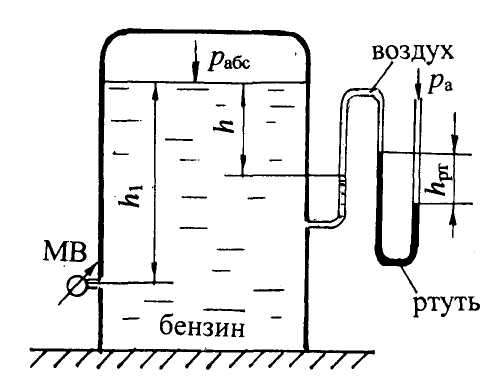 pабс
воздух
pа
h
h₁
hрт
МВ
бензин
ртуть